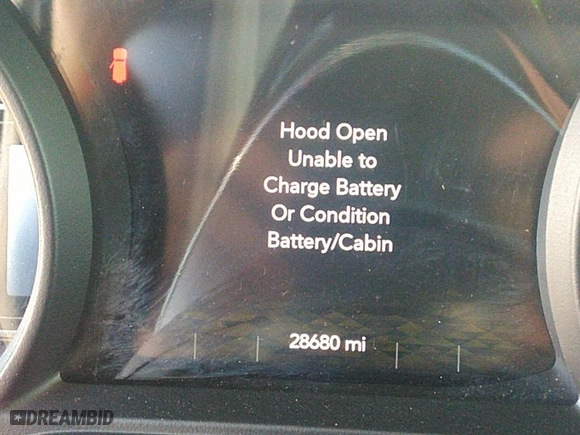 Hood Open
Unable to
Charge Battery
Or Condition
Battery/Cabin
28680 mi
DREAMBID